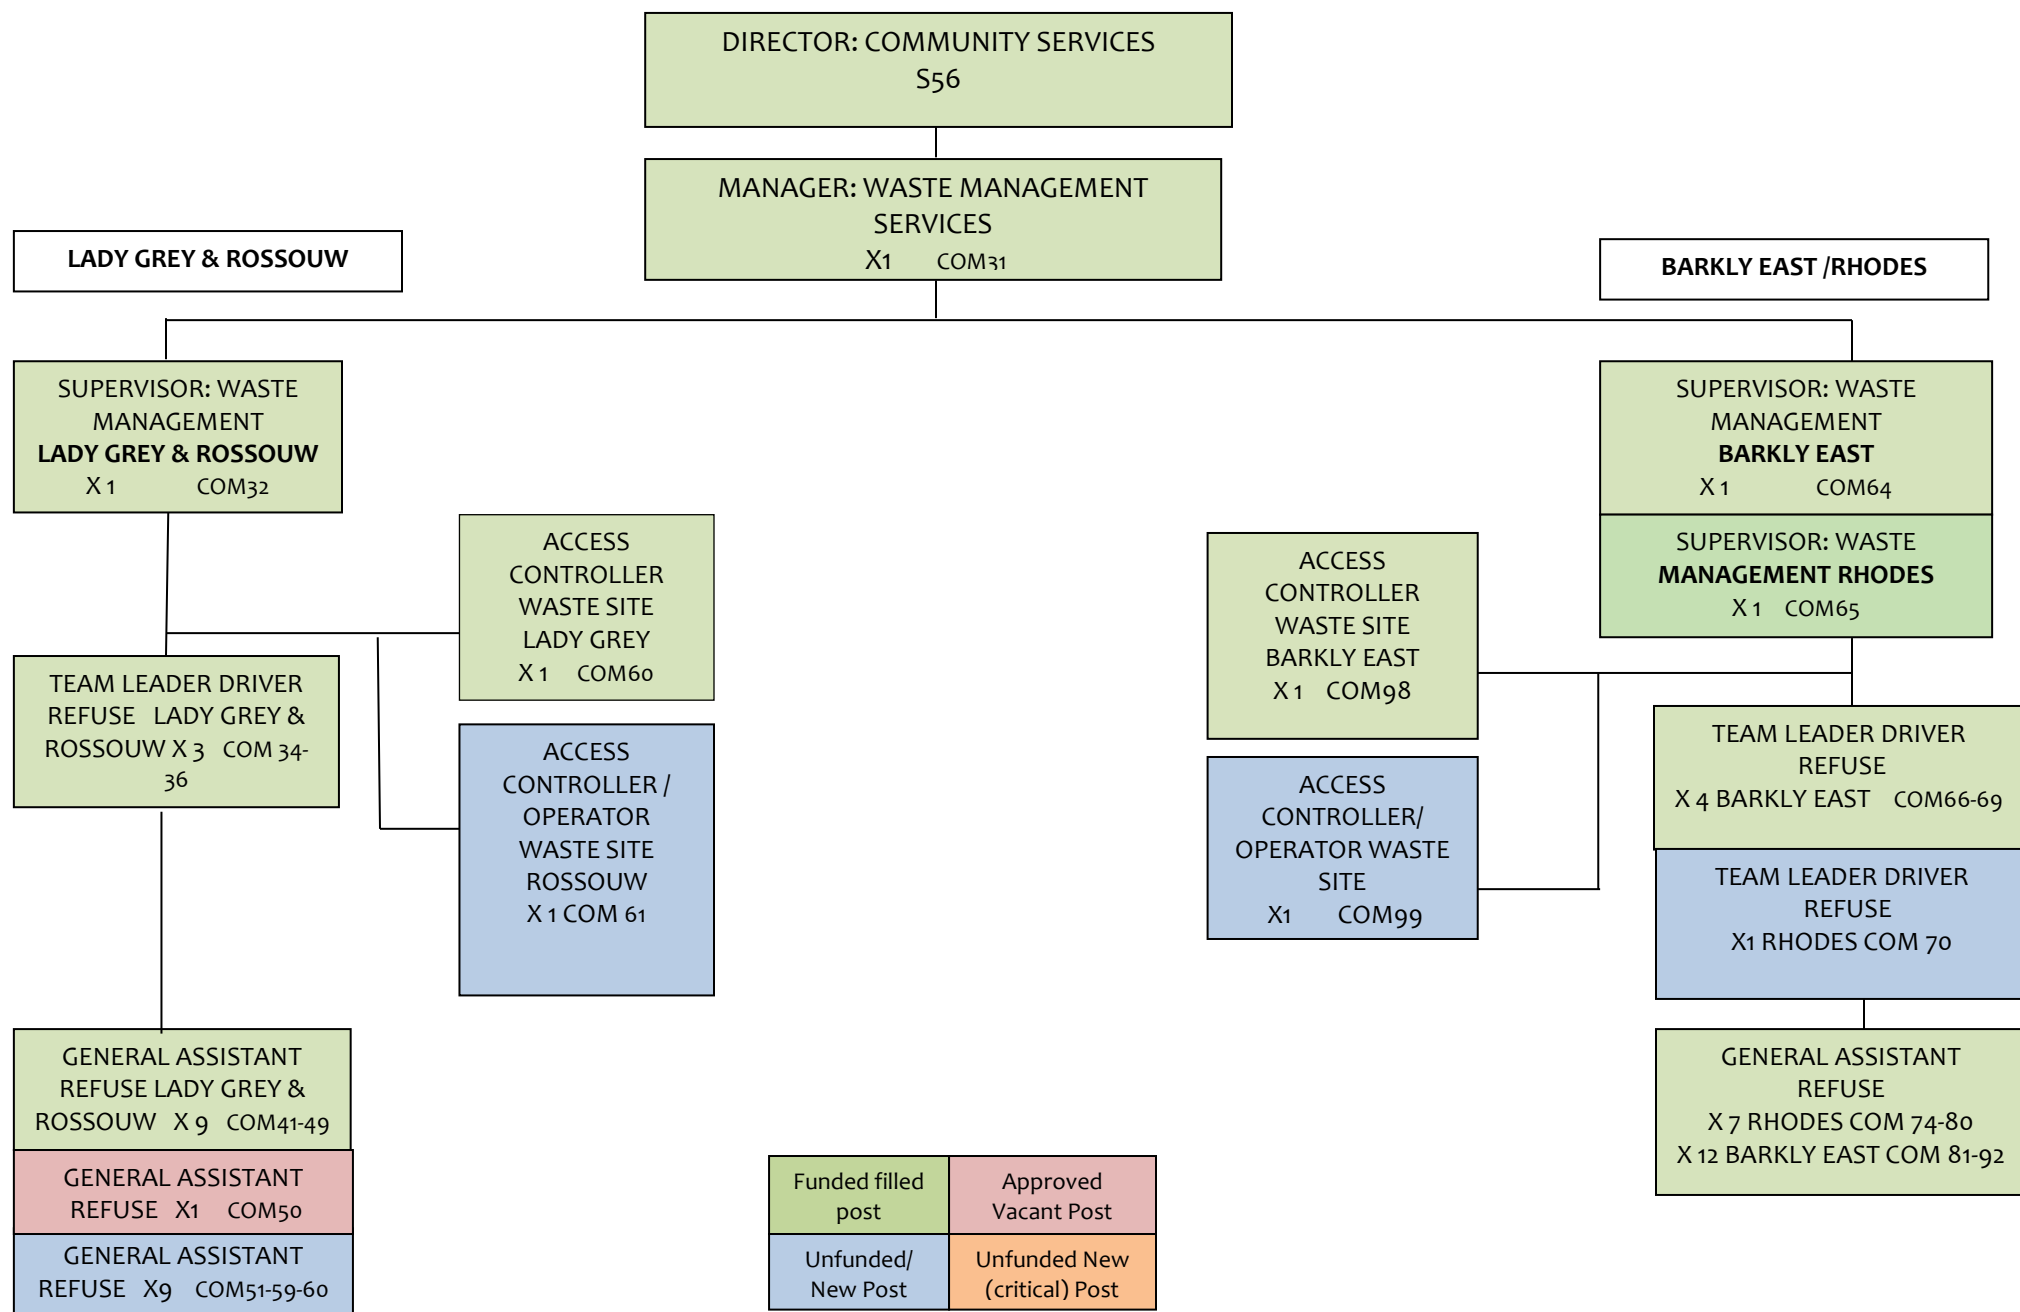 DIRECTOR: COMMUNITY SERVICES
S56
MANAGER: WASTE MANAGEMENT
SERVICES
X1 COM31
LADY GREY & ROSSOUW
BARKLY EAST /RHODES
SUPERVISOR: WASTE
MANAGEMENT
LADY GREY & ROSSOUW
X 1 COM32
ACCESS
CONTROLLER
WASTE SITE
LADY GREY
X 1 COM60
ACCESS
CONTROLLER /
OPERATOR
WASTE SITE
ROSSOUW
X 1 COM 61
TEAM LEADER DRIVER
REFUSE LADY GREY &
ROSSOUW X 3 COM 34-
36
GENERAL ASSISTANT
REFUSE LADY GREY &
ROSSOUW X 9 COM41-49
GENERAL ASSISTANT
REFUSE X1 COM50
GENERAL ASSISTANT
REFUSE X9 COM51-59-60
SUPERVISOR: WASTE
MANAGEMENT
BARKLY EAST
X 1 COM64
SUPERVISOR: WASTE
MANAGEMENT RHODES
X 1 COM65
ACCESS
CONTROLLER
WASTE SITE
BARKLY EAST
X 1 COM98
ACCESS
CONTROLLER/
OPERATOR WASTE
SITE
X1 COM99
TEAM LEADER DRIVER
REFUSE
X 4 BARKLY EAST COM66-69
TEAM LEADER DRIVER
REFUSE
X1 RHODES COM 70
GENERAL ASSISTANT
REFUSE
X 7 RHODES COM 74-80
X 12 BARKLY EAST COM 81-92
Funded filled
post
Approved
Vacant Post
Unfunded/
New Post
Unfunded New
(critical) Post